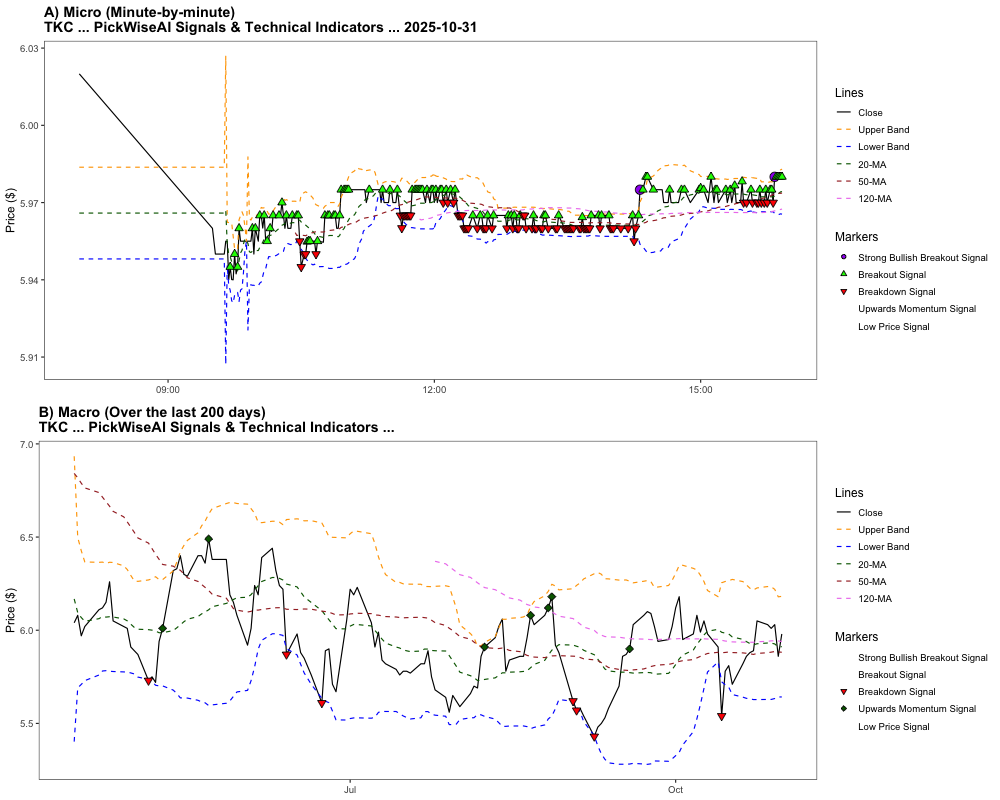 A) Micro (Minute-by-minute)
TKC ... PickWiseAI Signals & Technical Indicators ... 2025-10-31
6.03
6.00
5.97
5.94
5.91
Price ($)
09:00
12:00
15:00
Lines
Close
Upper Band
Lower Band
20-MA
50-MA
120-MA
Markers
Strong Bullish Breakout Signal
Breakout Signal
Breakdown Signal
Upwards Momentum Signal
Low Price Signal
B) Macro (Over the last 200 days)
TKC ... PickWiseAI Signals & Technical Indicators ...
7.0
6.5
6.0
5.5
Price ($)
Jul
Oct
Lines
Close
Upper Band
Lower Band
20-MA
50-MA
120-MA
Markers
Strong Bullish Breakout Signal
Breakout Signal
Breakdown Signal
Upwards Momentum Signal
Low Price Signal